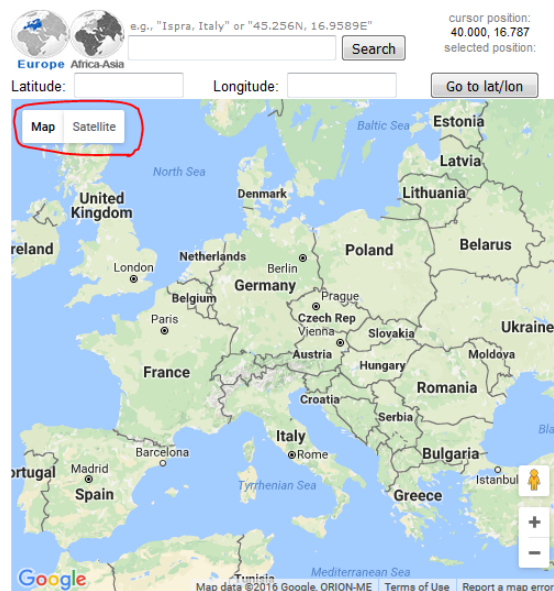 e.g., "Ispra, Italy" or "45.256N, 16.9589E"
cursor position:
40.000, 16.787
selected position:
Search
Europe Africa-Asia
Latitude: Longitude: Go to lat/lon
Map Satellite
Baltic Sea
Estonia
Latvia
North Sea
Lithuania
Denmark
United
Kingdom
reland
Netherlands
Poland
Belarus
London
Berlin
Germany
Belgium
Prague
Paris
Czech Rep
Ukraine
Vienna
Slovakia
Austria
Moldova
France
Hungary
Romania
Croatia
Serbia
Italy
Barcelona
Rome
Bulgaria
Bla
ortugal
Madrid
Istanbul
Spain
Tyrrhenian Sea
Greece
+
−
Mediterranean Sea
Google
Tunisia
Map data ©2016 Google, ORION-ME Terms of Use Report a map error